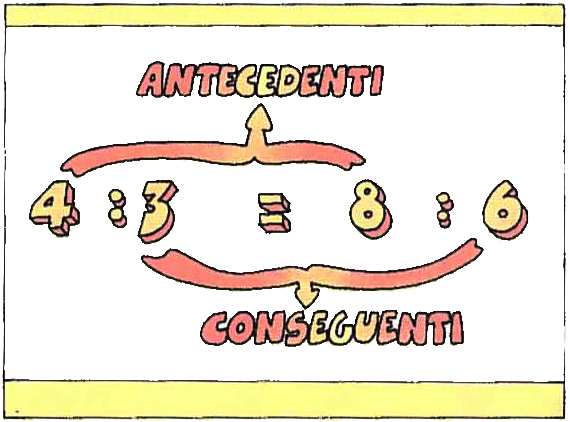 ANTECEDENTI
4 : 3 = 8 : 6
CONSEGUENTI